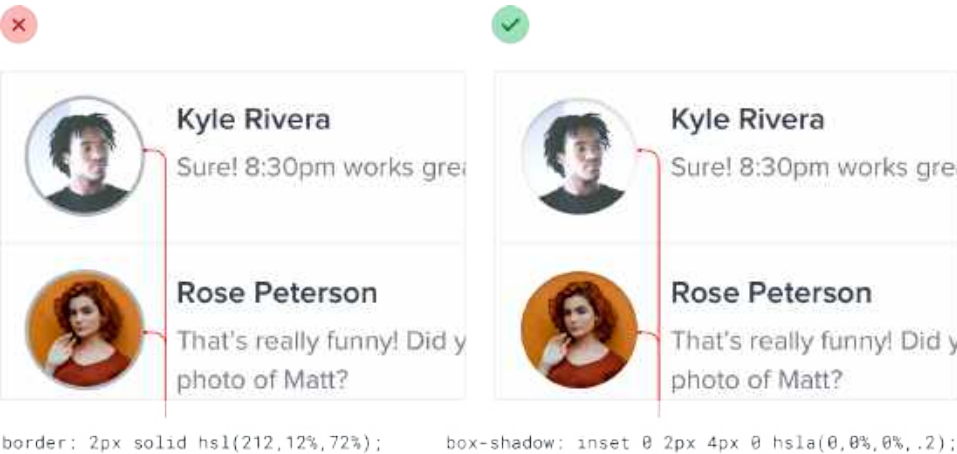 Kyle Rivera
Sure! 8:30pm works
Rose Peterson
That's really funny! Did y
photo of Matt?
border: 2px solid hsl(212,12%,72%);
Kyle Rivera
Sure! 8:30pm works gre
Rose Peterson
That's really funny! Did y
photo of Matt?
box-shadow: inset 0 2px 4px 0 hsla(0,0%,0%,.2);